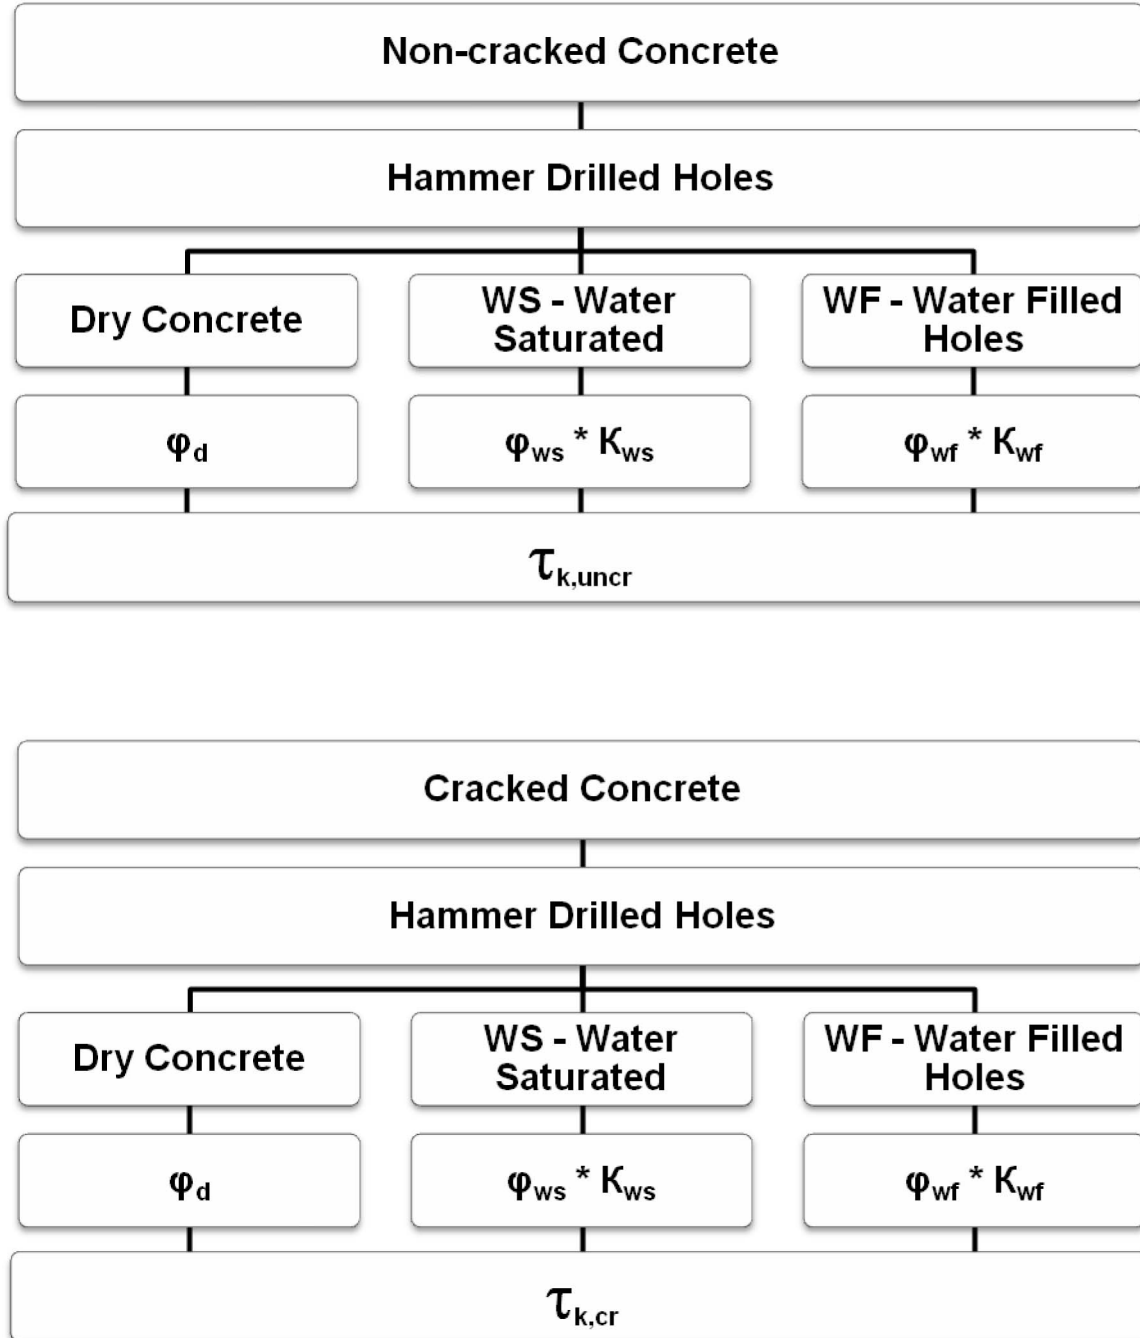 Non-cracked Concrete
Hammer Drilled Holes
Dry Concrete
WS - Water
Saturated
WF - Water Filled
Holes
φd
φws * Kws
φwf * Kwf
τk,uncr
Cracked Concrete
Hammer Drilled Holes
Dry Concrete
WS - Water
Saturated
WF - Water Filled
Holes
φd
φws * Kws
φwf * Kwf
τk,cr